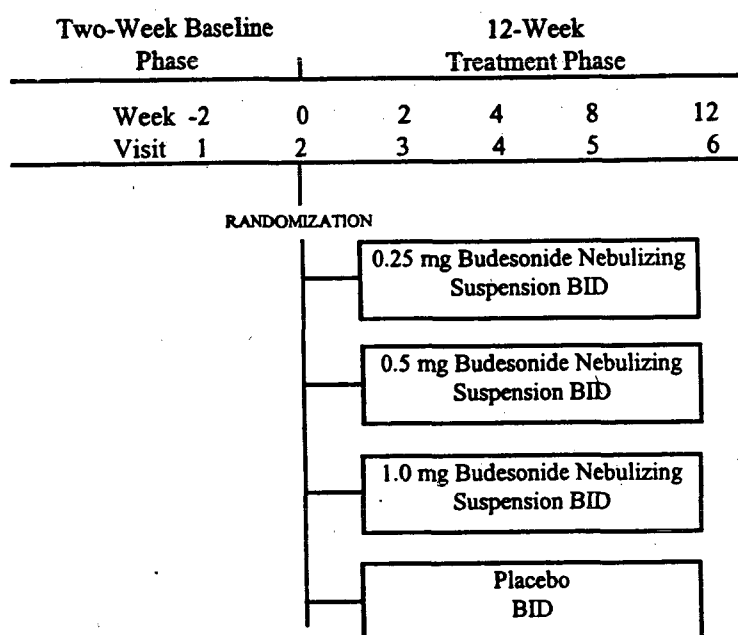 Two-Week Baseline Phase
12-Week Treatment Phase
Week -2 0 2 4 8 12
Visit 1 2 3 4 5 6
RANDOMIZATION
0.25 mg Budesonide Nebulizing
Suspension BID
0.5 mg Budesonide Nebulizing
Suspension BID
1.0 mg Budesonide Nebulizing
Suspension BID
Placebo
BID